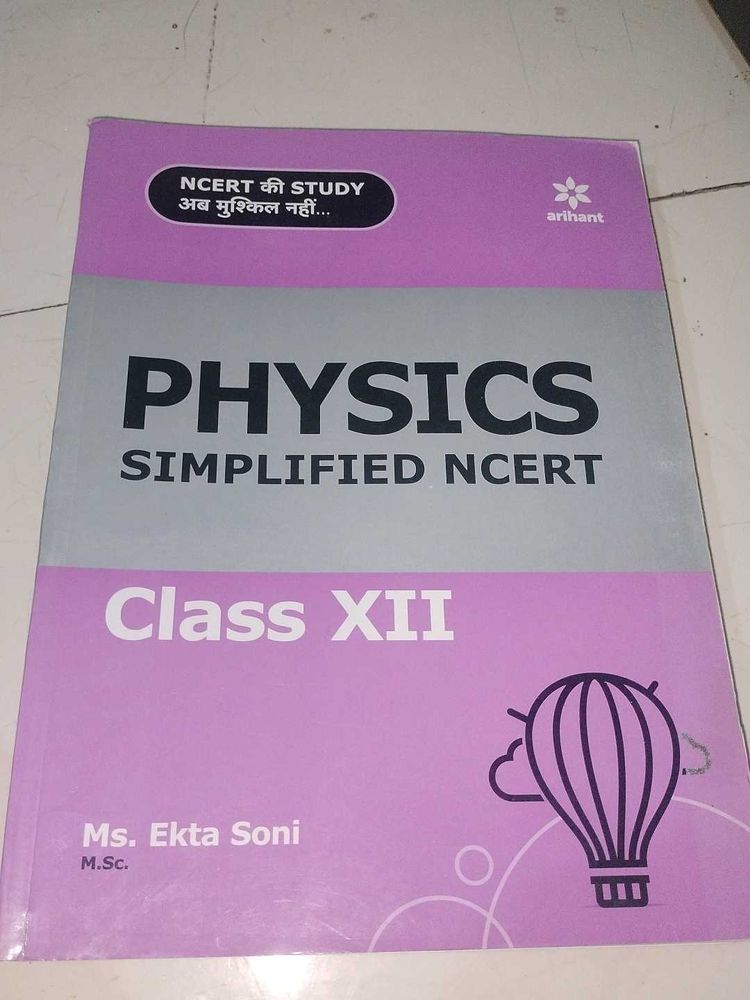 NCERT की STUDY
अब मुश्किल नहीं...
arihant
PHYSICS
SIMPLIFIED NCERT
Class XII
Ms. Ekta Soni
M.Sc.